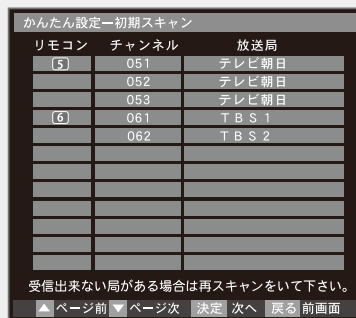 かんたん設定ー初期スキャン
リモコン チャンネル 放送局
5 051 テレビ朝日
052 テレビ朝日
053 テレビ朝日
6 061 TBS1
062 TBS2
受信出来ない局がある場合は再スキャンをいて下さい。
▲ページ前 ▼ページ次 決定 次へ 戻る 前画面